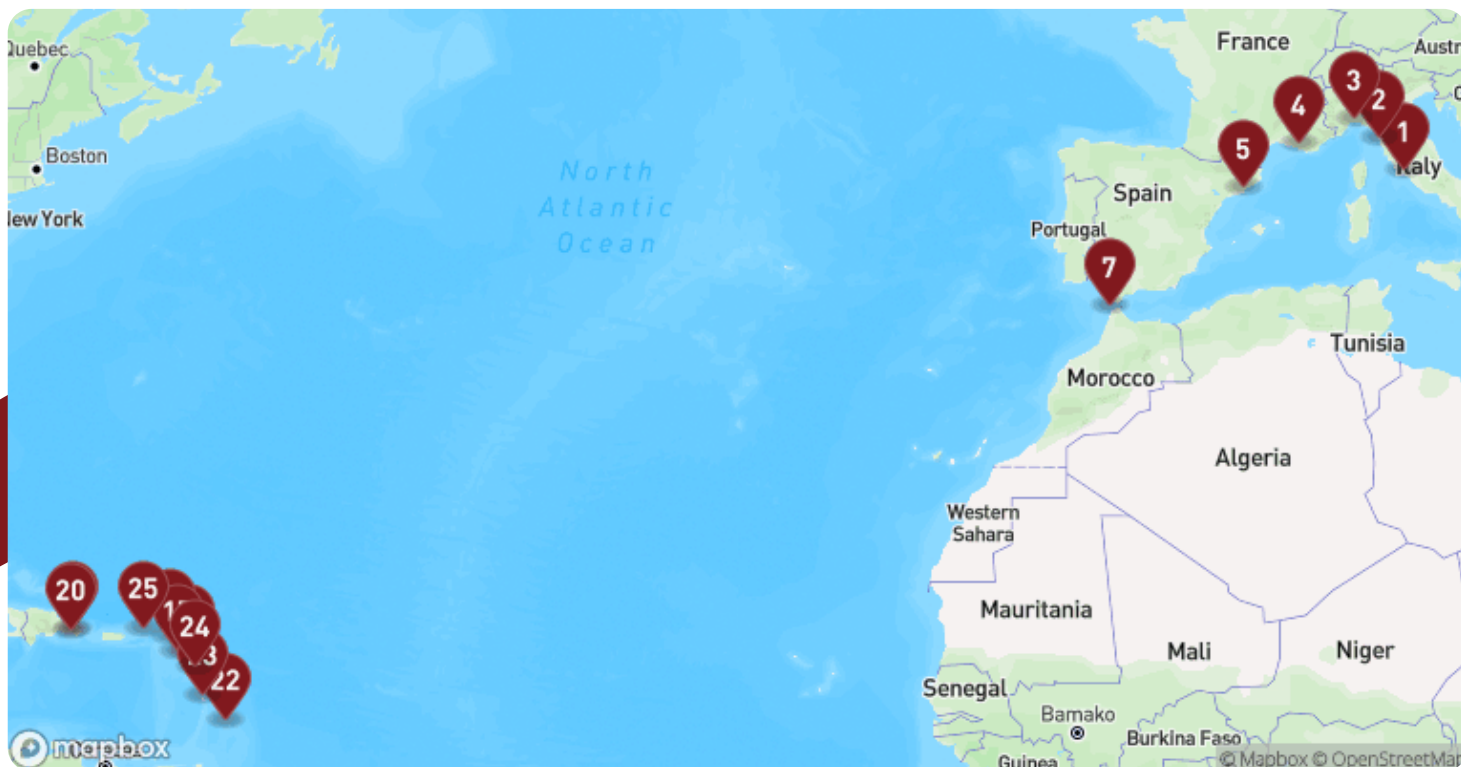 Quebec
Boston
New York
North
Atlantic
Ocean
France
Austr
3
2
4
1
Italy
5
Spain
Portugal
7
Tunisia
Morocco
Algeria
Western
Sahara
20
25
24
22
Mauritania
Mali
Niger
Senegal
Bamako
Burkina Faso
Guinea
mapbox
© Mapbox © OpenStreetMap